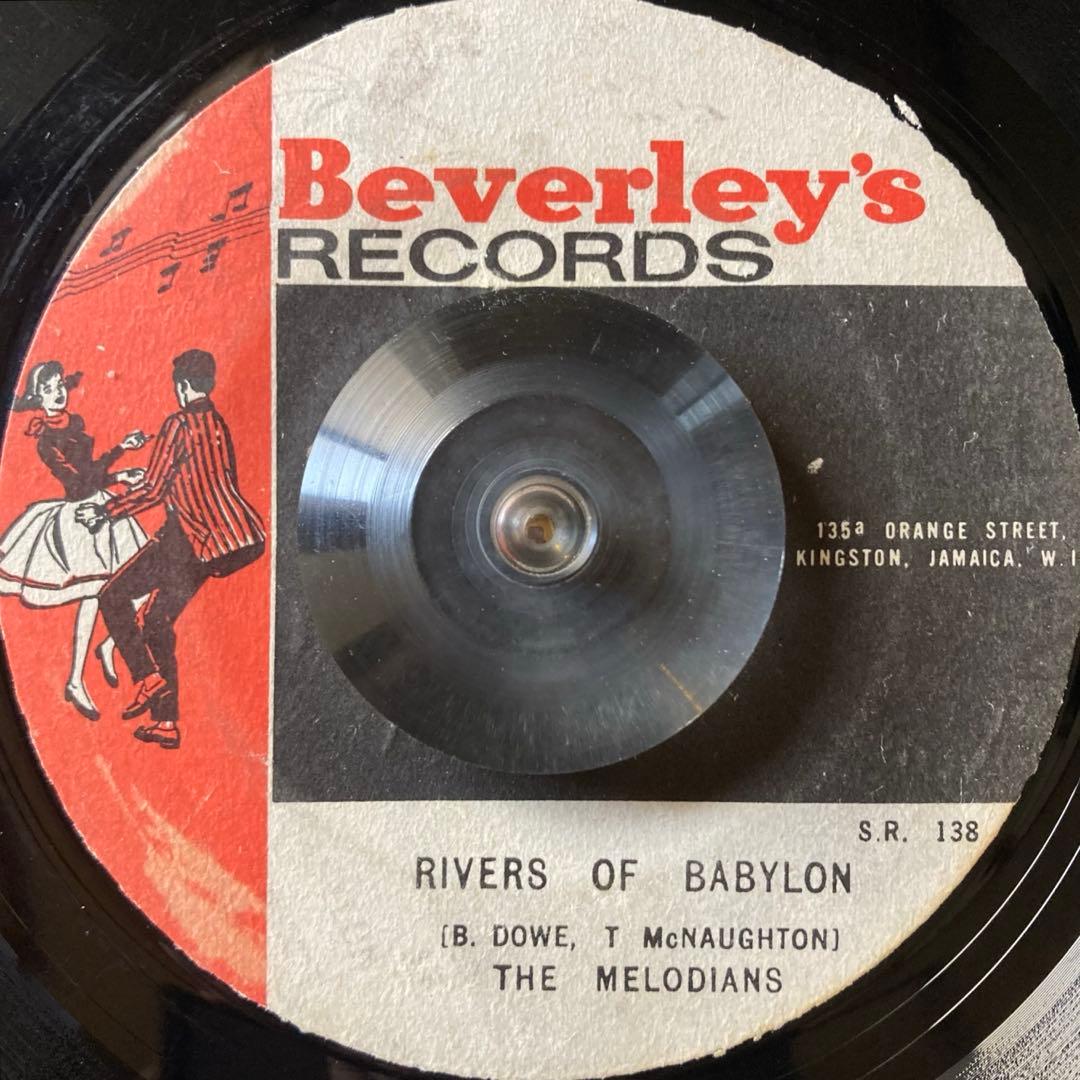 Beverley's
RECORDS
135a ORANGE STREET,
KINGSTON, JAMAICA, W.I
S.R. 138
RIVERS OF BABYLON
(B. DOWE, T McNAUGHTON)
THE MELODIANS